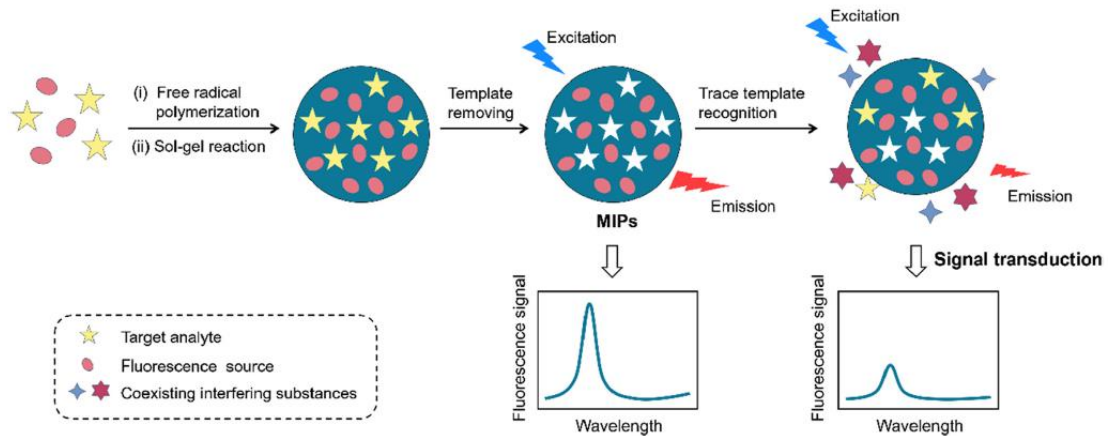 (i) Free radical
polymerization
(ii) Sol-gel reaction
Template
removing
Excitation
Emission
MIPs
Trace template
recognition
Excitation
Emission
Signal transduction
Fluorescence signal
Wavelength
Fluorescence signal
Wavelength
Target analyte
Fluorescence source
Coexisting interfering substances